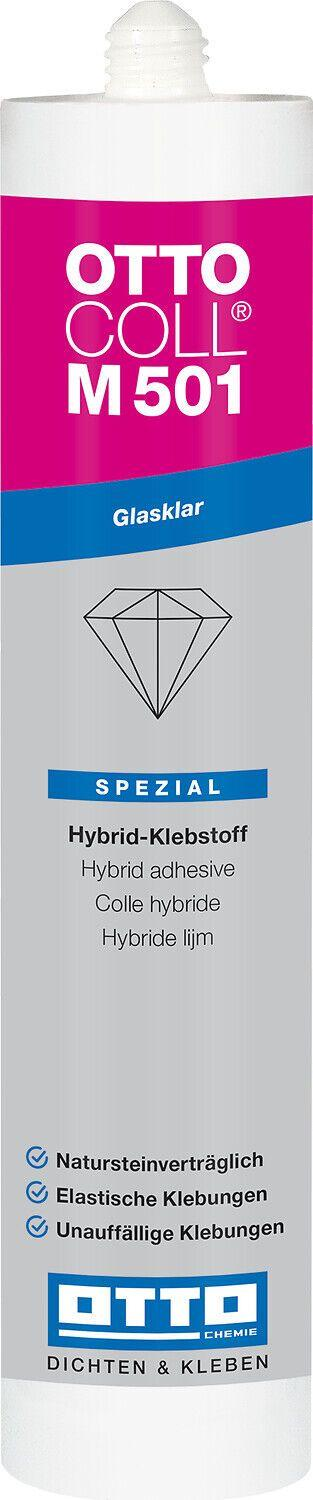 OTTO
COLL®
M 501
Glasklar
SPEZIAL
Hybrid-Klebstoff
Hybrid adhesive
Colle hybride
Hybride lijm
Natursteinverträglich
Elastische Klebungen
Unauffällige Klebungen
OTTO
CHEMIE
DICHTEN & KLEBEN